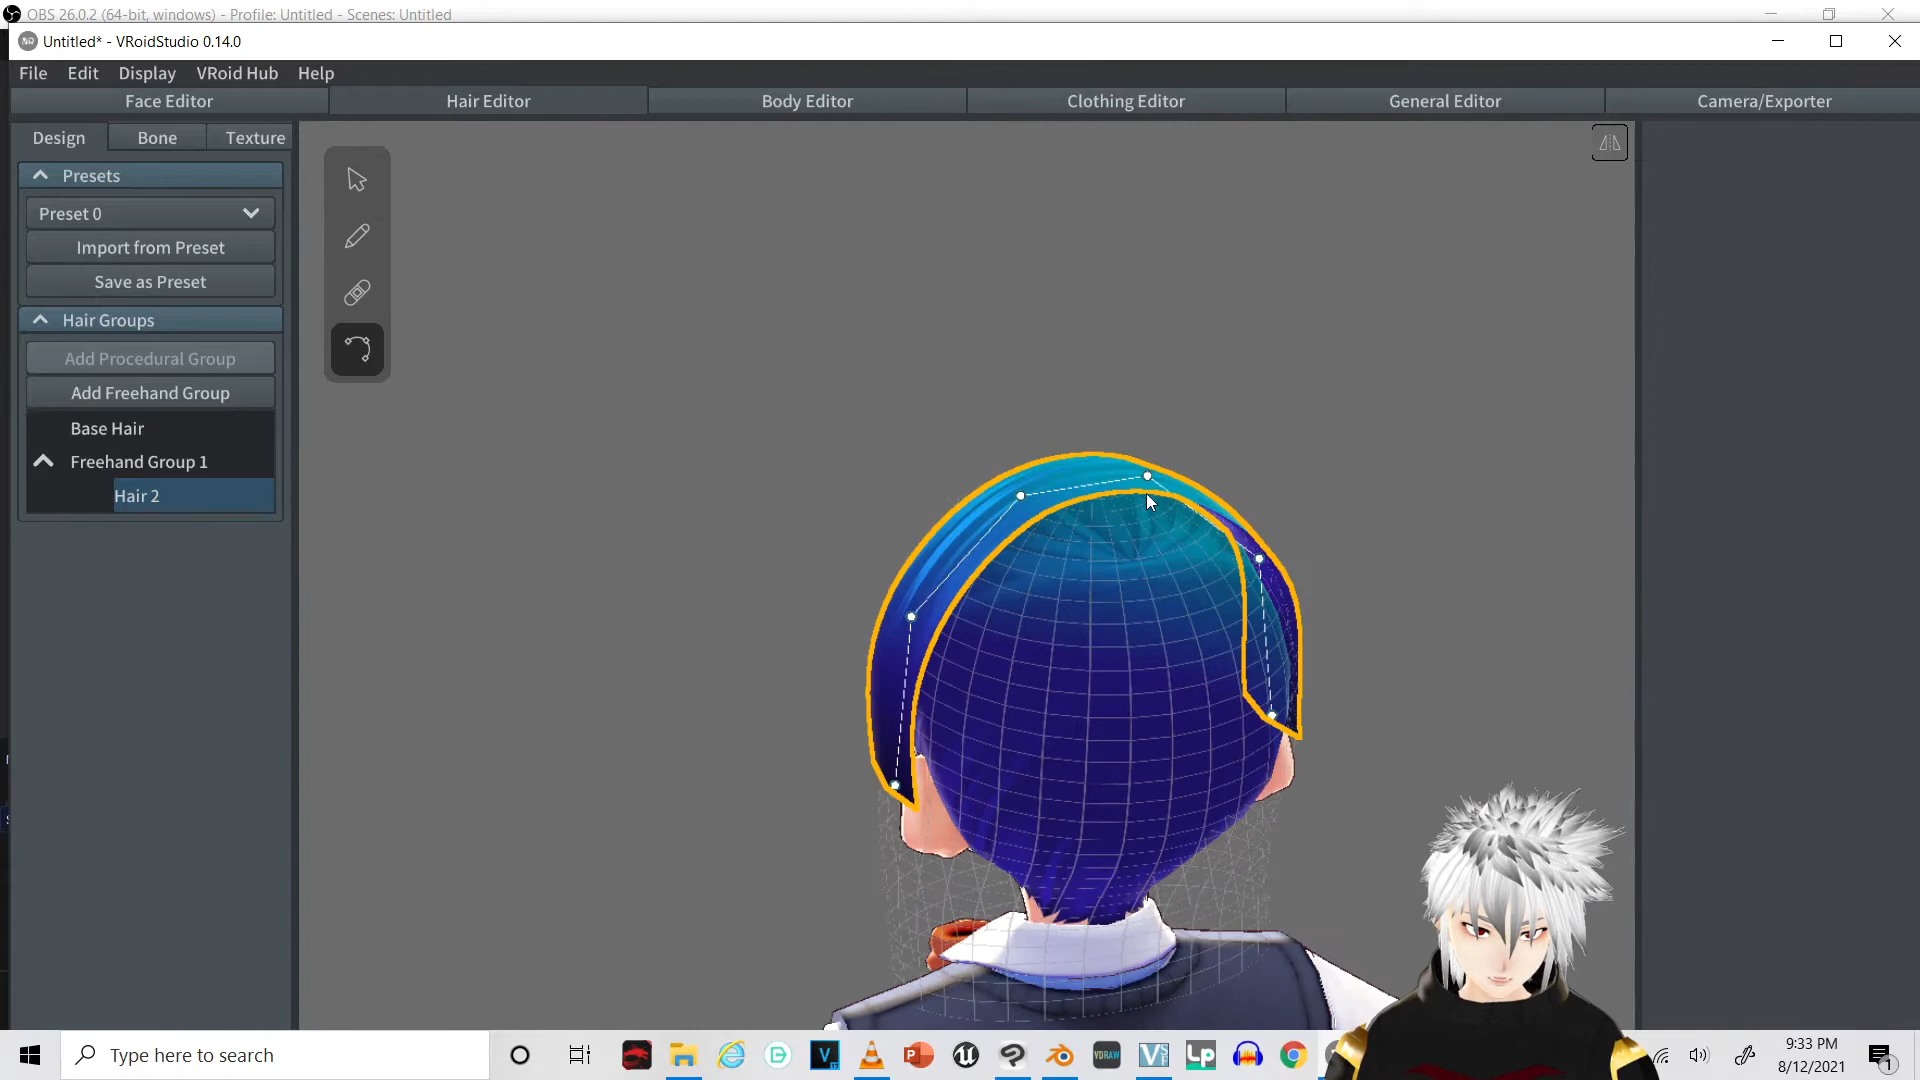 OBS 26.0.2 (64-bit, windows) - Profile: Untitled - Scenes: Untitled
Untitled* - VRoidStudio 0.14.0
File Edit Display VRoid Hub Help
Face Editor Hair Editor Body Editor Clothing Editor General Editor Camera/Exporter
Design Bone Texture
Presets
Preset 0
Import from Preset
Save as Preset
Hair Groups
Add Procedural Group
Add Freehand Group
Base Hair
Freehand Group 1
Hair 2
Type here to search
VDRAW
Lp
9:33 PM
8/12/2021
1